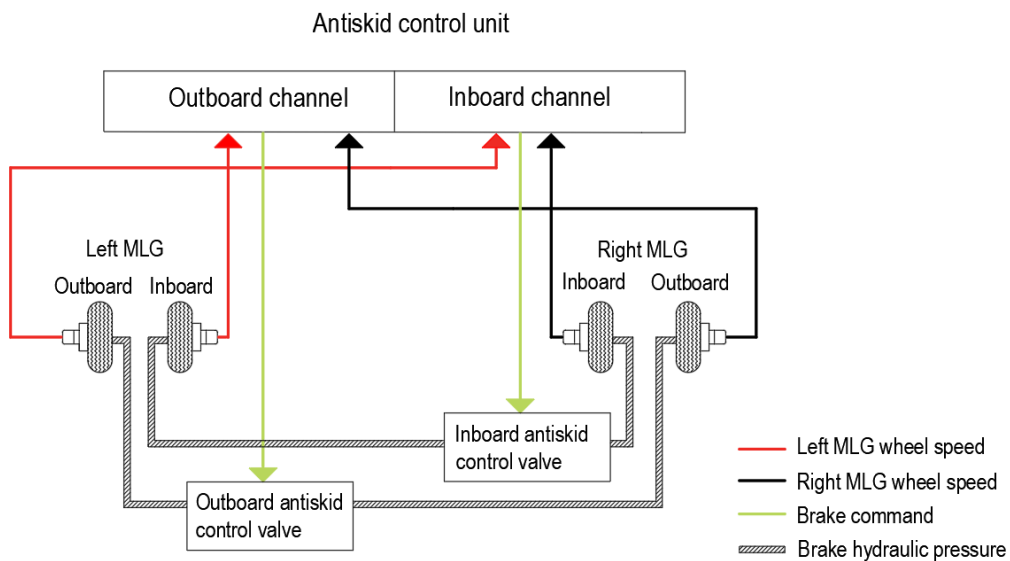 Antiskid control unit
Outboard channel
Inboard channel
Left MLG
Outboard
Inboard
Right MLG
Inboard
Outboard
Inboard antiskid
control valve
Outboard antiskid
control valve
Left MLG wheel speed
Right MLG wheel speed
Brake command
Brake hydraulic pressure